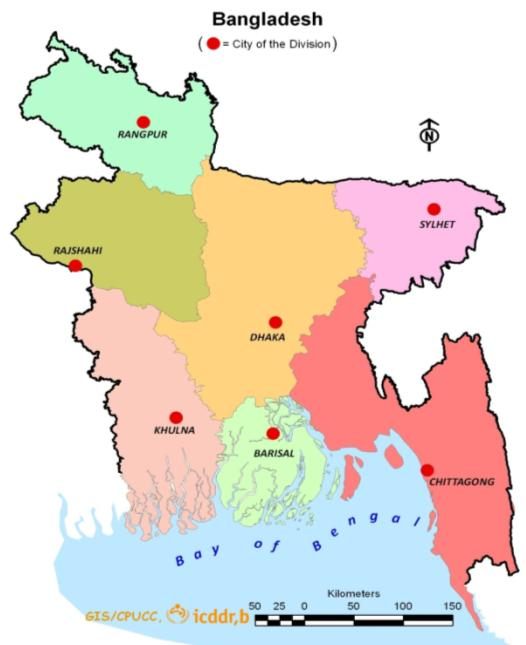 Bangladesh
( = City of the Division )
RANGPUR
N
SYLHET
RAJSHAHI
DHAKA
KHULNA
BARISAL
CHITTAGONG
Bay of Bengal
Kilometers
50 25 0 50 100 150
GIS/CPUCC, icddr,b